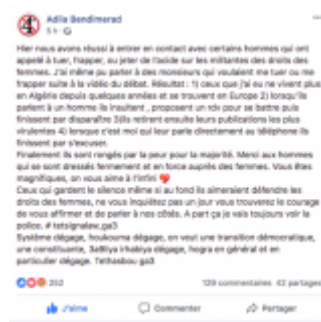 Adila Bendimerad
5 h
Hier nous avons réussi à entrer en contact avec certains hommes qui ont
appelé à tuer, frapper, ou jeter de l'acide sur les militantes des droits des
femmes. J'ai même pu parler à des messieurs qui voulaient me tuer ou me
frapper suite à la vidéo du débat. Résultat : 1) ceux que j'ai eu ne vivent plus
en Algérie depuis quelques années et se trouvent en Europe 2) lorsqu'ils
parlent à un homme ils insultent , proposent un rdv pour se battre puis
finissent par disparaître 3)ils retirent ensuite leurs publications les plus
virulentes 4) lorsque c'est moi qui leur parle directement au téléphone ils
finissent par s'excuser.
Finalement ils sont rongés par la peur pour la majorité. Merci aux hommes
qui se sont dressés fermement et en force auprès des femmes. Vous êtes
magnifiques, on vous aime à l'infini
Ceux qui gardent le silence même si au fond ils aimeraient défendre les
droits des femmes, ne vous inquiétez pas un jour vous trouverez le courage
de vous affirmer et de parler à nos côtés. A part ça je vais toujours voir la
police. # tetsignalaw_ga3
Système dégage, houkouma dégage, on veut une transition démocratique,
une constituante, 3a9liya irhabiya dégage, hogra en général et en
particulier dégage. Tethasbou ga3
252
129 commentaires 42 partages
J'aime
Commenter
Partager